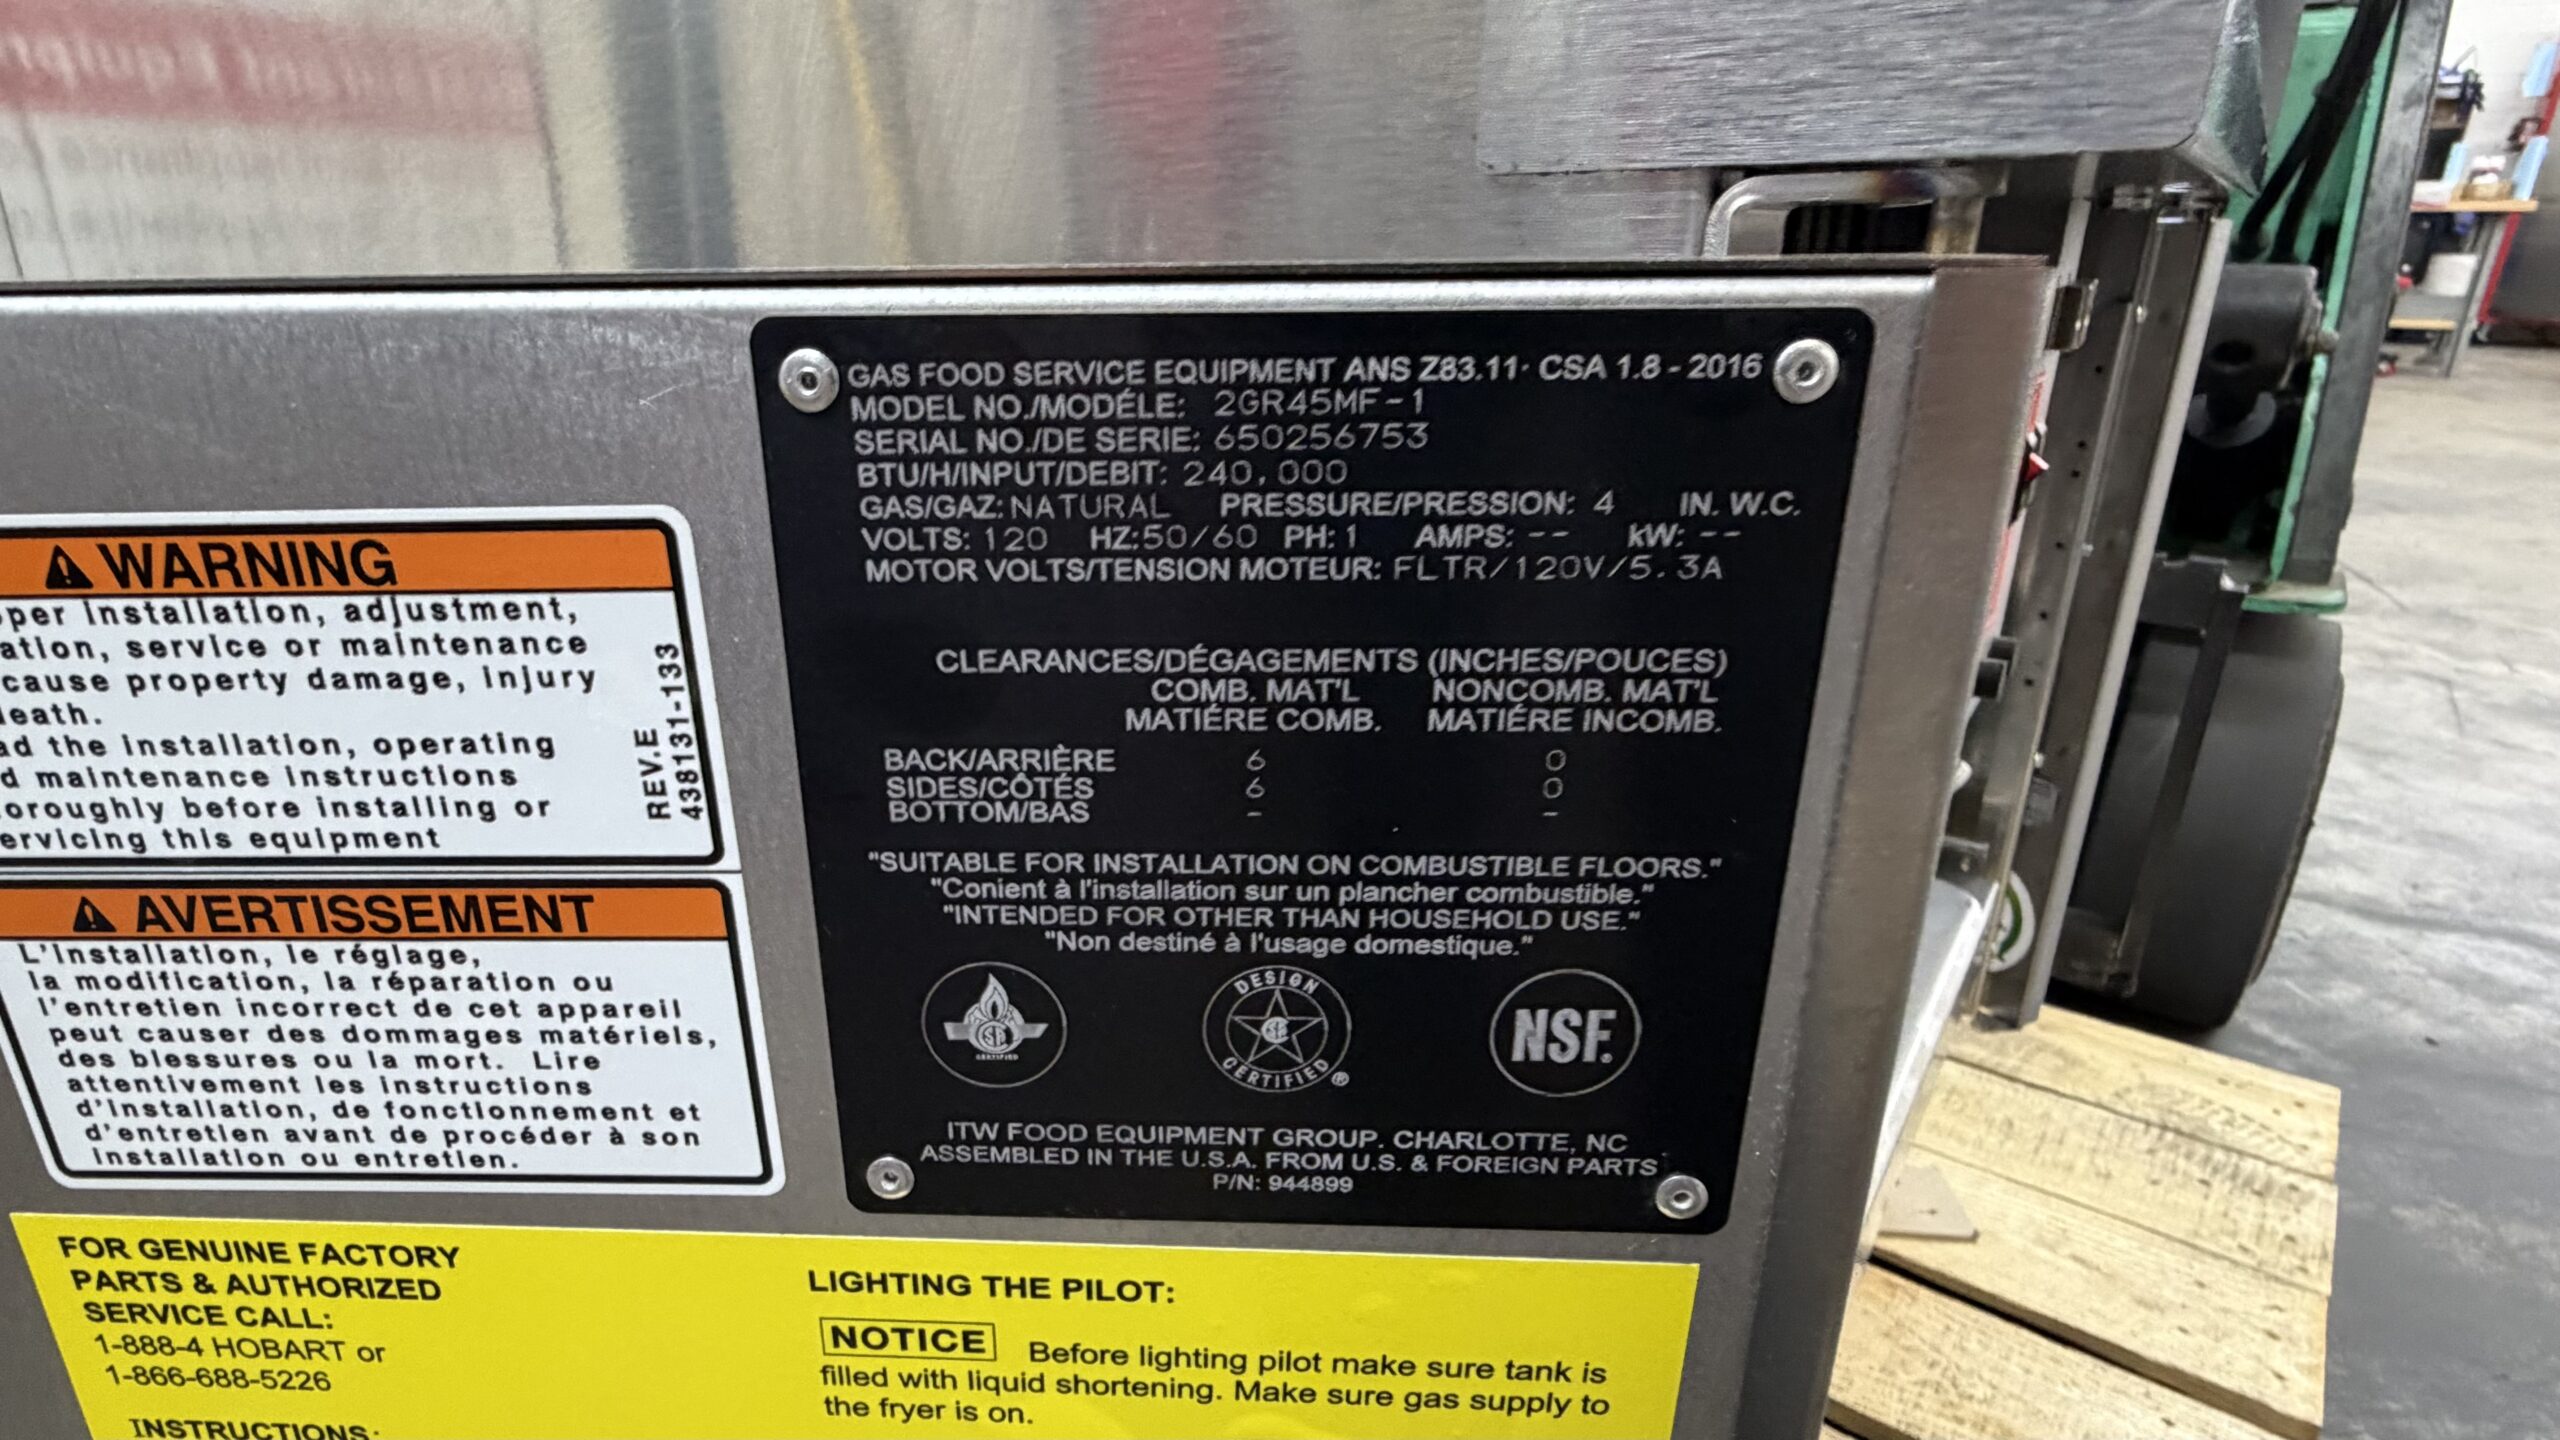 GAS FOOD SERVICE EQUIPMENT ANS Z83.11· CSA 1.8 - 2016
MODEL NO./MODÉLE: 2GR45MF-1
SERIAL NO./DE SERIE: 650256753
BTU/H/INPUT/DEBIT: 240,000
GAS/GAZ: NATURAL PRESSURE/PRESSION: 4 IN. W.C.
VOLTS: 120 HZ:50/60 PH: 1 AMPS: -- kW: --
MOTOR VOLTS/TENSION MOTEUR: FLTR/120V/5.3A
CLEARANCES/DÉGAGEMENTS (INCHES/POUCES)
COMB. MAT'L NONCOMB. MAT'L
MATIÉRE COMB. MATIÉRE INCOMB.
BACK/ARRIÈRE 6 0
SIDES/CÔTÉS 6 0
BOTTOM/BAS - -
"SUITABLE FOR INSTALLATION ON COMBUSTIBLE FLOORS."
"Conient à l'installation sur un plancher combustible."
"INTENDED FOR OTHER THAN HOUSEHOLD USE."
"Non destiné à l'usage domestique."
CERTIFIED
DESIGN CERTIFIED ®
NSF.
ITW FOOD EQUIPMENT GROUP. CHARLOTTE, NC
ASSEMBLED IN THE U.S.A. FROM U.S. & FOREIGN PARTS
P/N: 944899
WARNING
per installation, adjustment,
ation, service or maintenance
cause property damage, injury
death.
ad the installation, operating
d maintenance instructions
oroughly before installing or
ervicing this equipment
REV.E
438131-133
AVERTISSEMENT
L'installation, le réglage,
la modification, la réparation ou
l'entretien incorrect de cet appareil
peut causer des dommages matériels,
des blessures ou la mort. Lire
attentivement les instructions
d'installation, de fonctionnement et
d'entretien avant de procéder à son
installation ou entretien.
FOR GENUINE FACTORY
PARTS & AUTHORIZED
SERVICE CALL:
1-888-4 HOBART or
1-866-688-5226
INSTRUCTIONS:
LIGHTING THE PILOT:
NOTICE Before lighting pilot make sure tank is
filled with liquid shortening. Make sure gas supply to
the fryer is on.